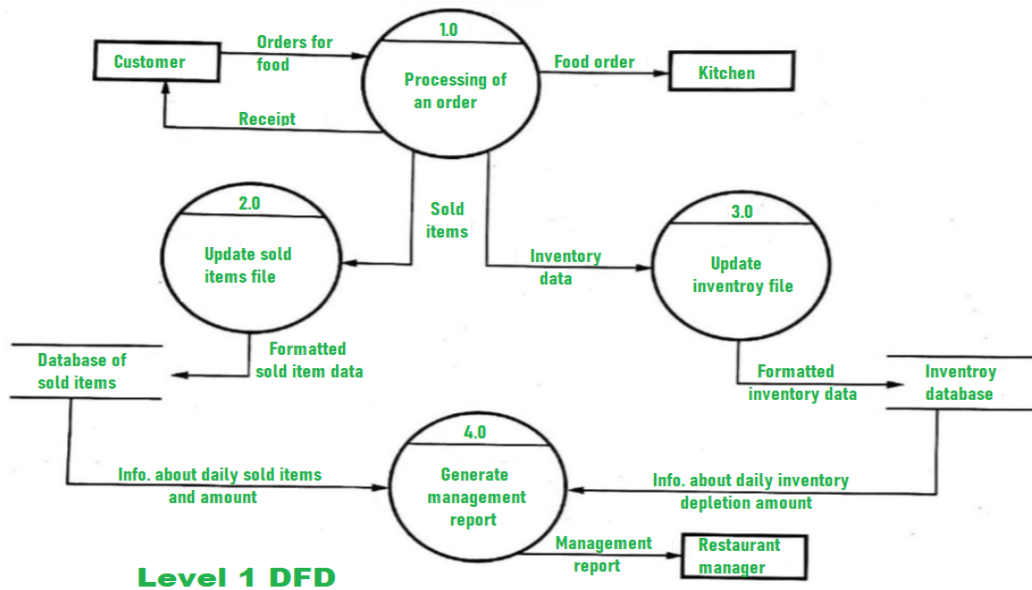 1.0
Customer
Orders for
food
Processing of
an order
Food order
Kitchen
Receipt
2.0
Sold
items
3.0
Update sold
items file
Inventory
data
Update
inventroy file
Database of
sold items
Formatted
sold item data
Formatted
inventory data
Inventroy
database
4.0
Info. about daily sold items
and amount
Generate
management
report
Info. about daily inventory
depletion amount
Management
report
Restaurant
manager
Level 1 DFD